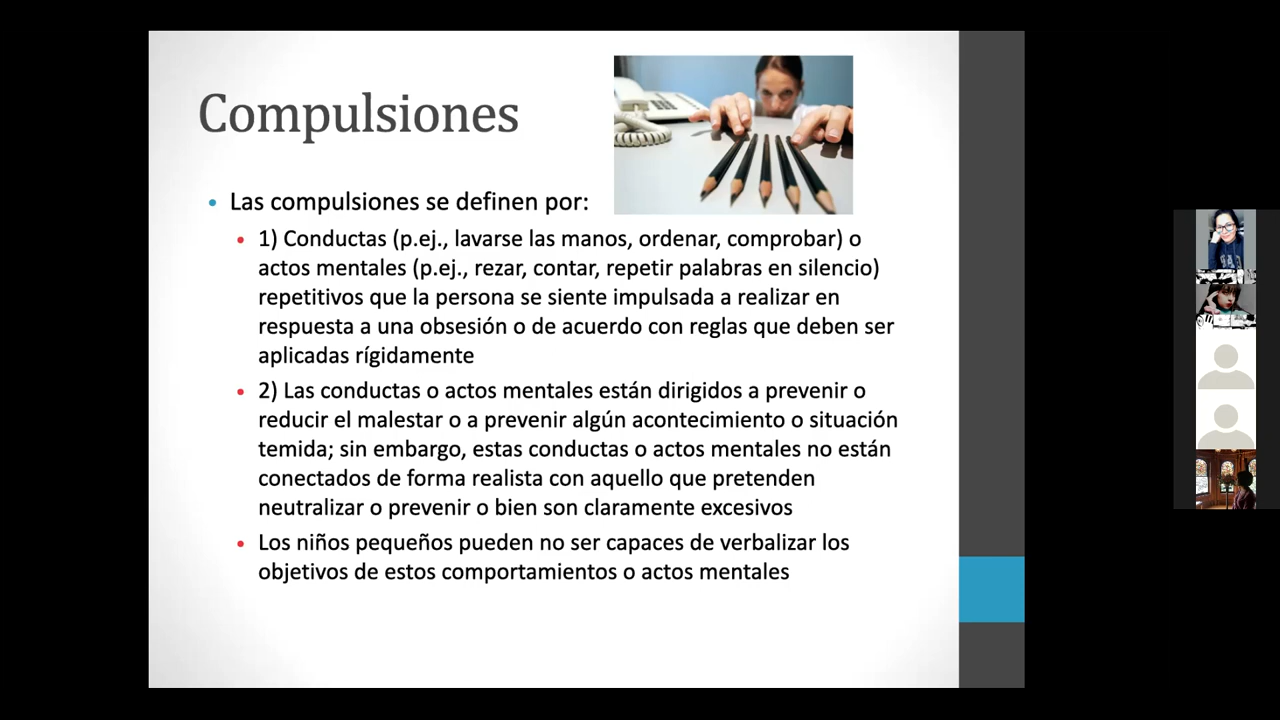 Compulsiones
Las compulsiones se definen por:
1) Conductas (p.ej., lavarse las manos, ordenar, comprobar) o
actos mentales (p.ej., rezar, contar, repetir palabras en silencio)
repetitivos que la persona se siente impulsada a realizar en
respuesta a una obsesión o de acuerdo con reglas que deben ser
aplicadas rígidamente
2) Las conductas o actos mentales están dirigidos a prevenir o
reducir el malestar o a prevenir algún acontecimiento o situación
temida; sin embargo, estas conductas o actos mentales no están
conectados de forma realista con aquello que pretenden
neutralizar o prevenir o bien son claramente excesivos
Los niños pequeños pueden no ser capaces de verbalizar los
objetivos de estos comportamientos o actos mentales